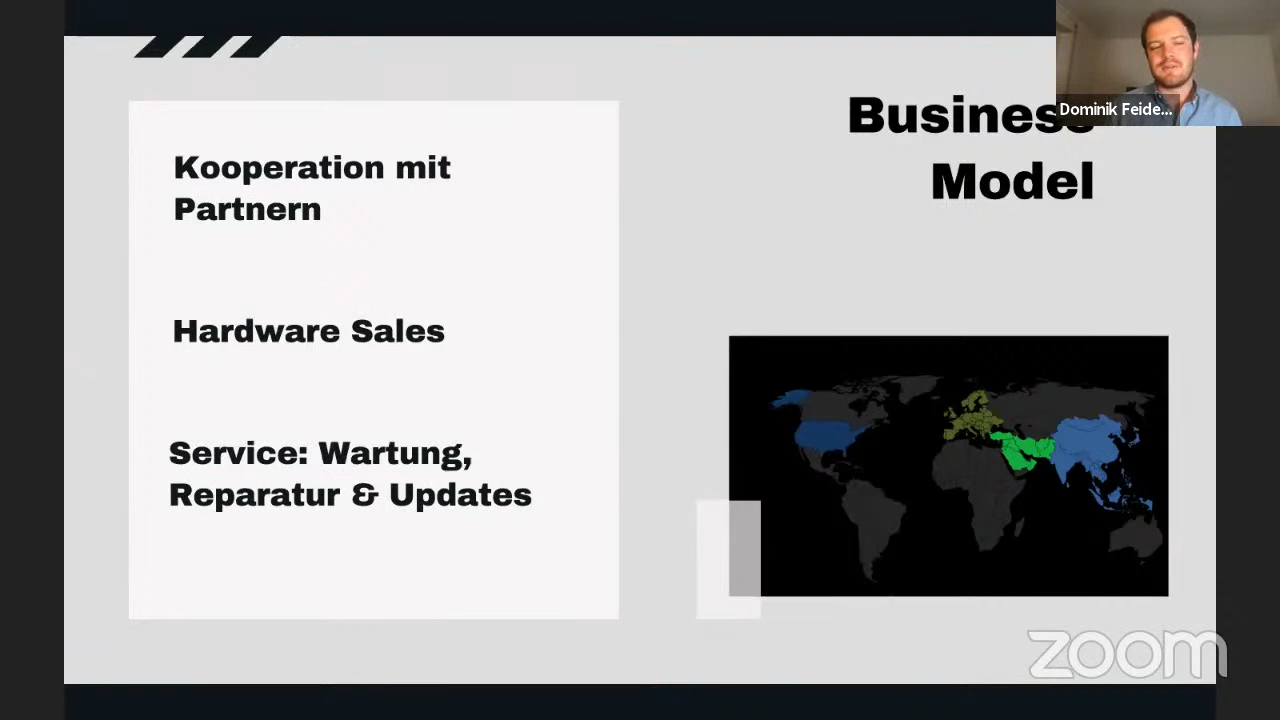 Business
Model
Dominik Feide...
Kooperation mit
Partnern
Hardware Sales
Service: Wartung,
Reparatur & Updates
zoom